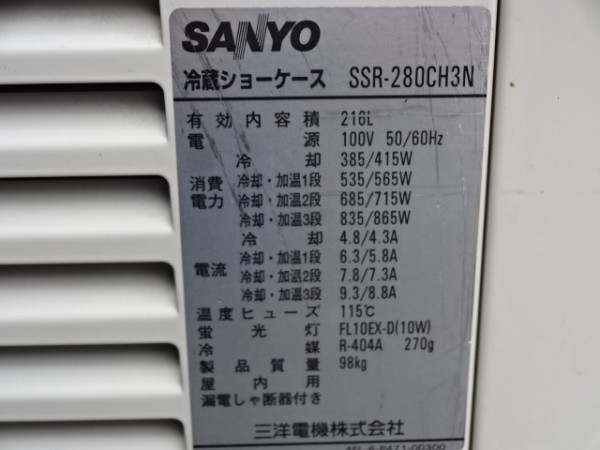 SANYO
冷蔵ショーケース SSR-280CH3N
有効内容積 216L
電源 100V 50/60Hz
冷却 385/415W
消費 冷却・加温1段 535/565W
電力 冷却・加温2段 685/715W
冷却・加温3段 835/865W
冷却 4.8/4.3A
冷却・加温1段 6.3/5.8A
電流 冷却・加温2段 7.8/7.3A
冷却・加温3段 9.3/8.8A
温度ヒューズ 115℃
蛍光灯 FL10EX-D(10W)
冷媒 R-404A 270g
製品質量 98kg
屋内用
漏電しゃ断器付き
三洋電機株式会社